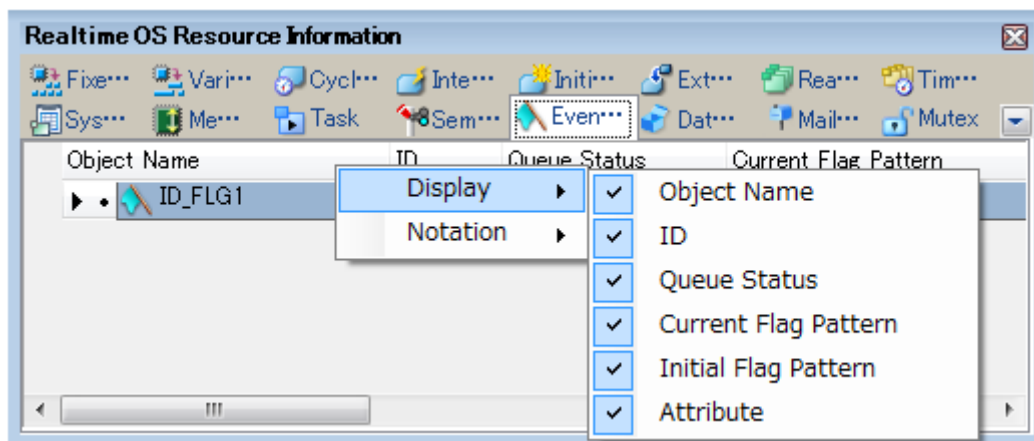 Realtime OS Resource Information
Fixe··· Vari··· Cycl··· Inte··· Initi··· Ext··· Rea··· Tim···
Sys··· Me··· Task Sem··· Even··· Dat··· Mail··· Mutex
Object Name ID Queue Status Current Flag Pattern
ID_FLG1
Display
Notation
Object Name
ID
Queue Status
Current Flag Pattern
Initial Flag Pattern
Attribute